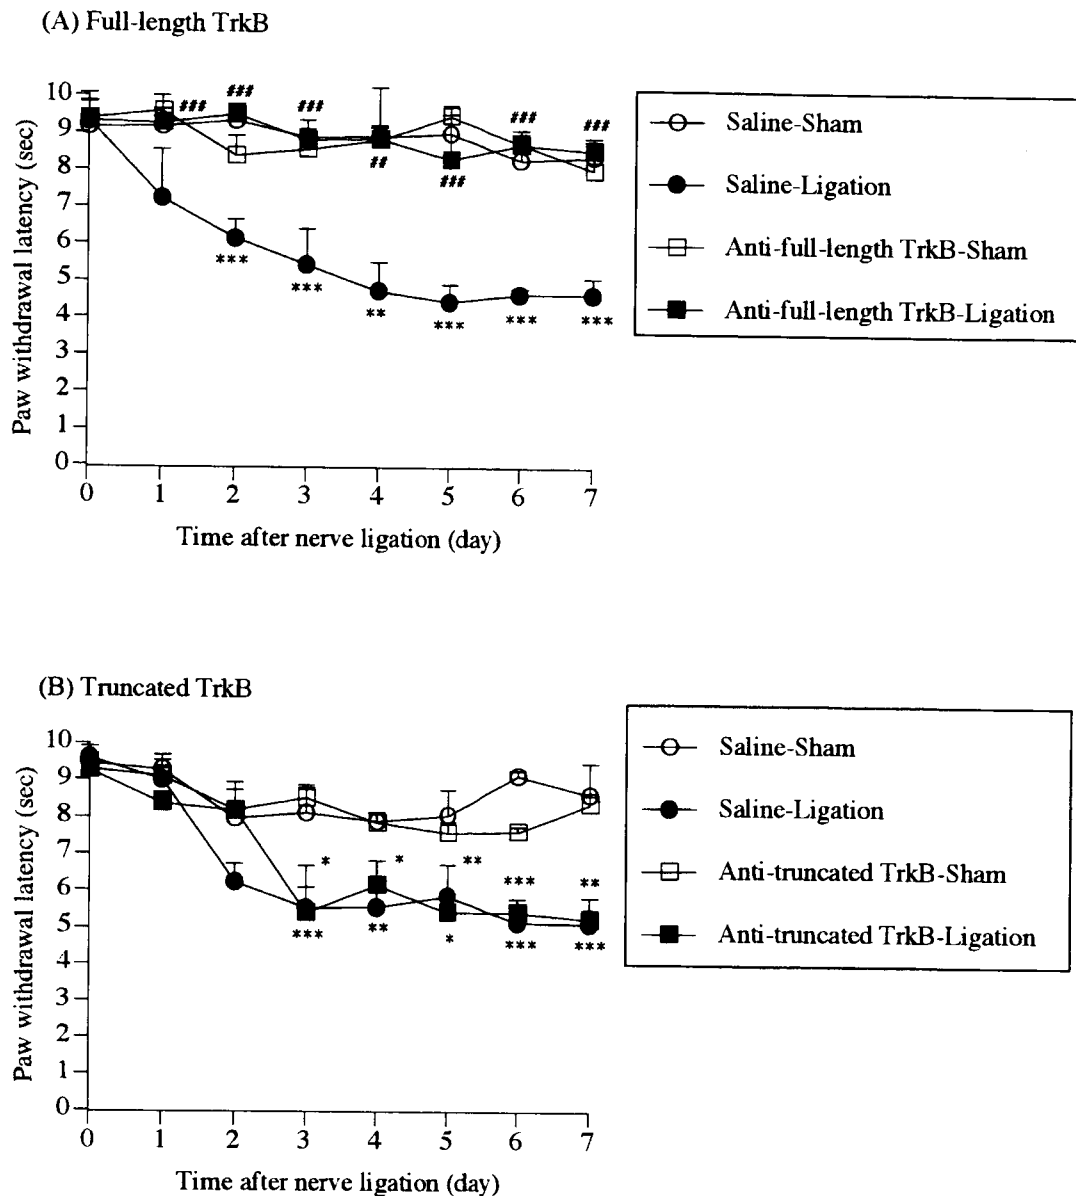 (A) Full-length TrkB
10
9
8
7
6
5
4
3
2
1
0
Paw withdrawal latency (sec)
###
###
###
##
###
###
###
***
***
**
***
***
***
0 1 2 3 4 5 6 7
Time after nerve ligation (day)
Saline-Sham
Saline-Ligation
Anti-full-length TrkB-Sham
Anti-full-length TrkB-Ligation
(B) Truncated TrkB
10
9
8
7
6
5
4
3
2
1
0
Paw withdrawal latency (sec)
* * ** *** **
*** ** * *** ***
0 1 2 3 4 5 6 7
Time after nerve ligation (day)
Saline-Sham
Saline-Ligation
Anti-truncated TrkB-Sham
Anti-truncated TrkB-Ligation